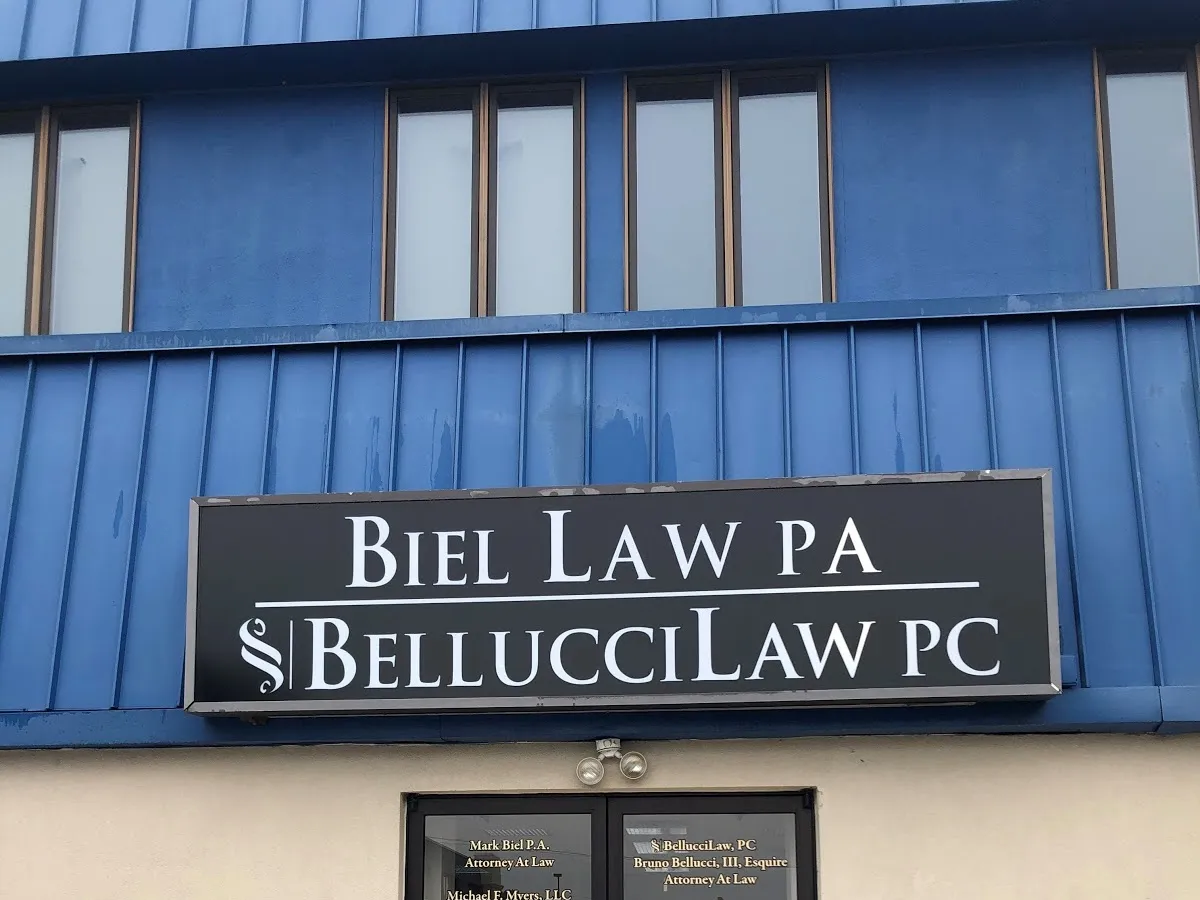 BIEL LAW PA
§ BELLUCCILAW PC
Mark Biel P.A.
Attorney At Law
Michael F. Myers, LLC
§ BellucciLaw, PC
Bruno Bellucci, III, Esquire
Attorney At Law